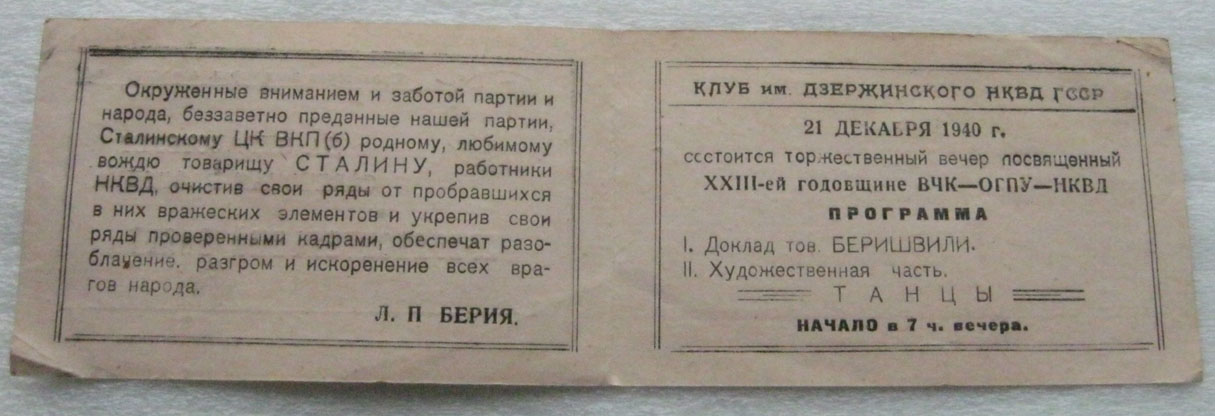 Окруженные вниманием и заботой партии и
народа, беззаветно преданные нашей партии,
Сталинскому ЦК ВКП(б) родному, любимому
вождю товарищу СТАЛИНУ, работники
НКВД, очистив свои ряды от пробравшихся
в них вражеских элементов и укрепив свои
ряды проверенными кадрами, обеспечат разо-
блачение, разгром и искоренение всех вра-
гов народа.
Л. П БЕРИЯ.
КЛУБ им. ДЗЕРЖИНСКОГО НКВД ГССР
21 ДЕКАБРЯ 1940 г.
состоится торжественный вечер посвященный
XXIII-ей годовщине ВЧК—ОГПУ—НКВД
ПРОГРАММА
I. Доклад тов. БЕРИШВИЛИ.
II. Художественная часть.
ТАНЦЫ
НАЧАЛО в 7 ч. вечера.